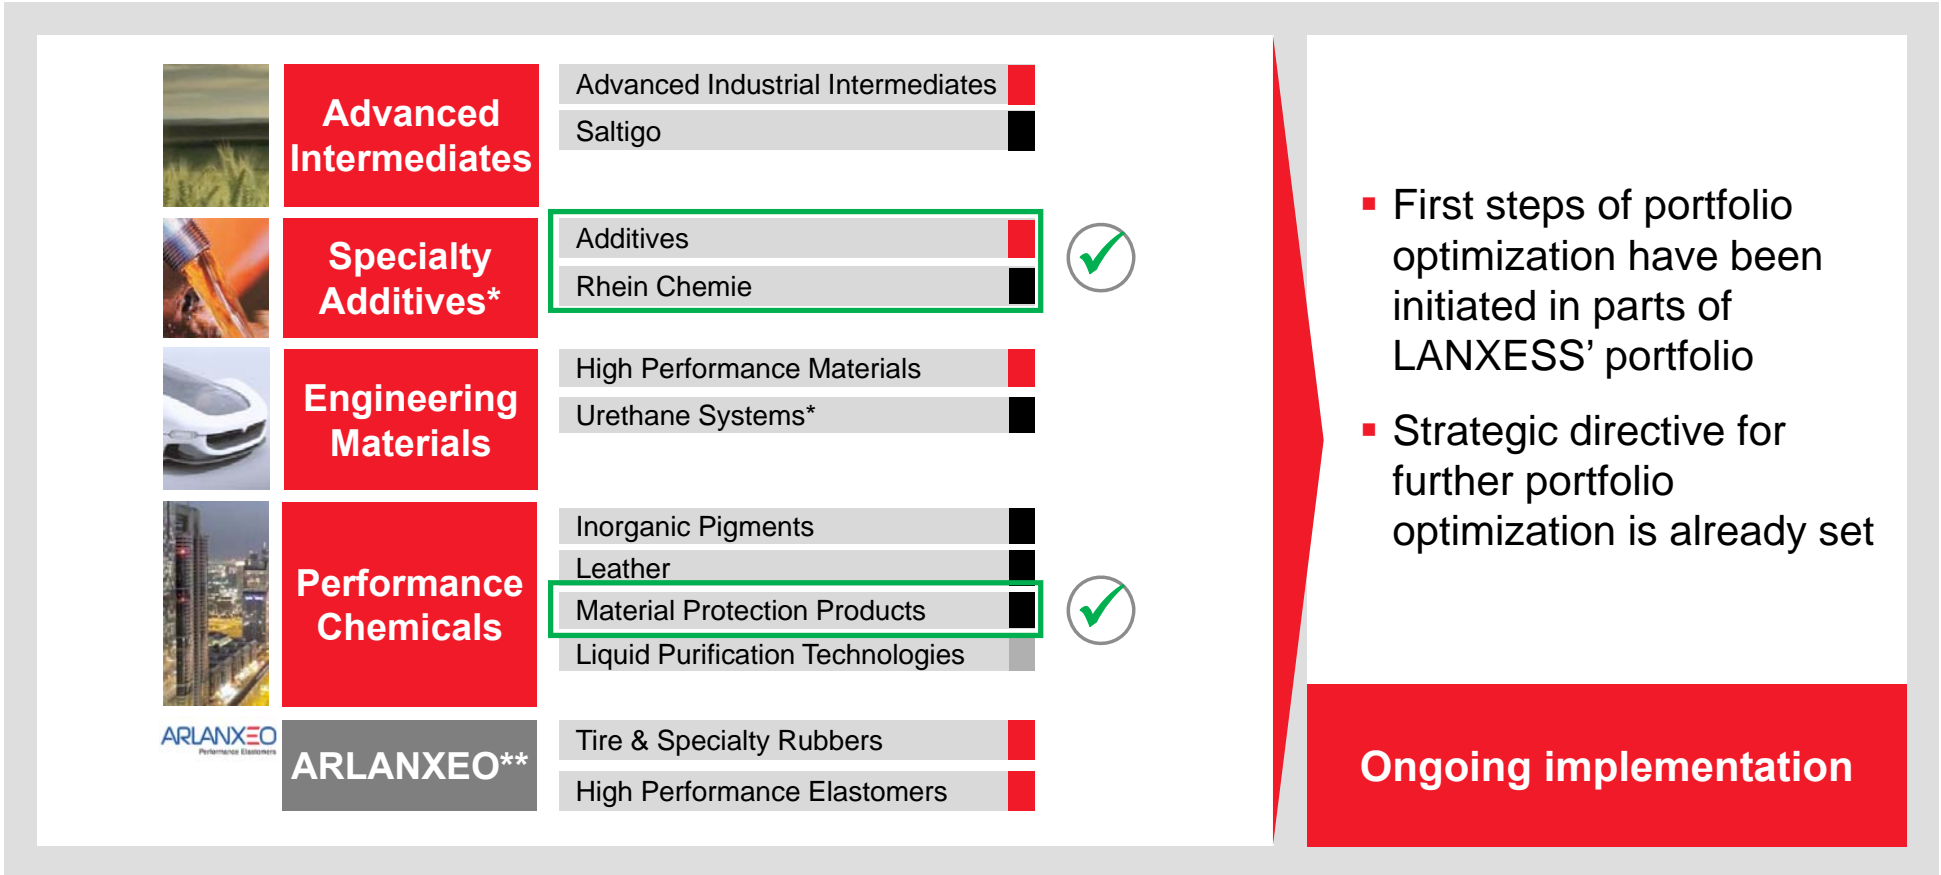 Advanced
Intermediates
Advanced Industrial Intermediates
Saltigo
Specialty
Additives*
Additives
Rhein Chemie
Engineering
Materials
High Performance Materials
Urethane Systems*
Performance
Chemicals
Inorganic Pigments
Leather
Material Protection Products
Liquid Purification Technologies
ARLANXEO
Performance Elastomers
ARLANXEO**
Tire & Specialty Rubbers
High Performance Elastomers
▪ First steps of portfolio
optimization have been
initiated in parts of
LANXESS’ portfolio
▪ Strategic directive for
further portfolio
optimization is already set
Ongoing implementation